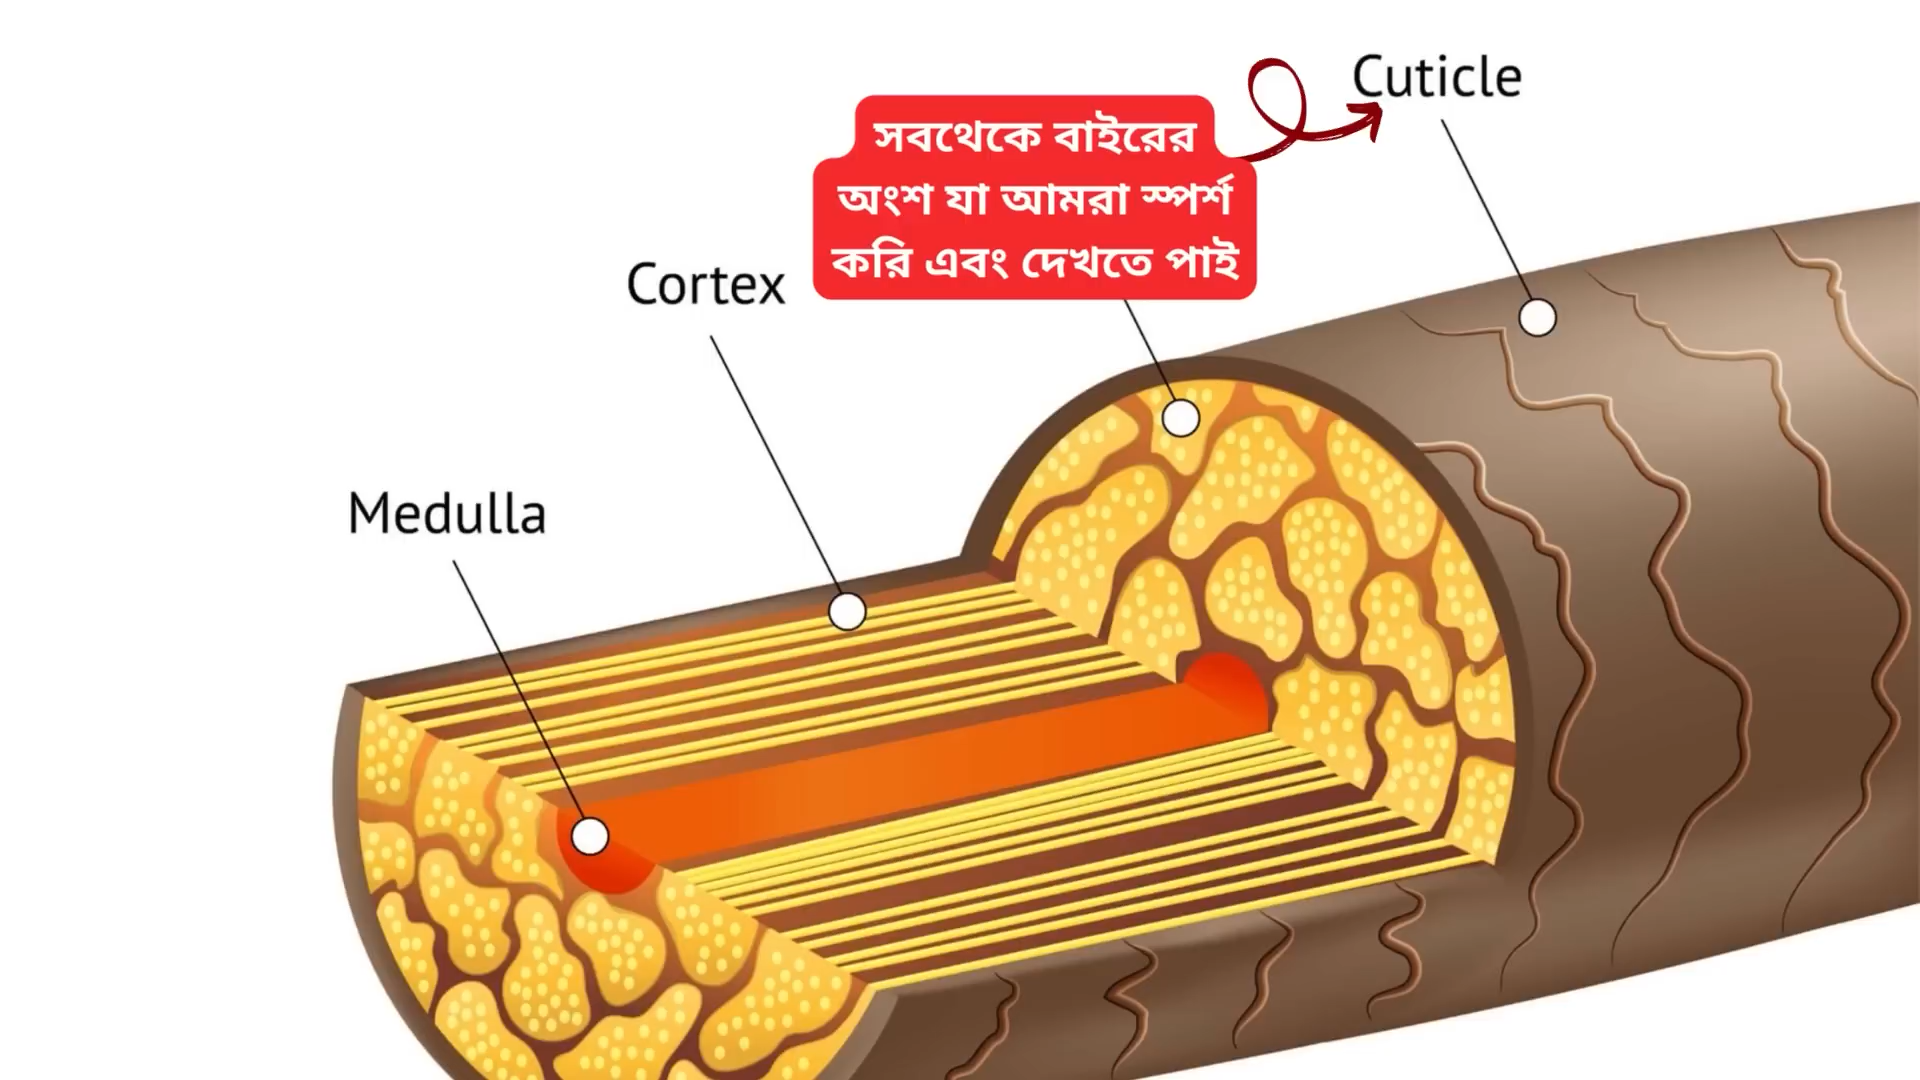 Cuticle
সবথেকে বাইরের
অংশ যা আমরা স্পর্শ
করি এবং দেখতে পাই
Cortex
Medulla